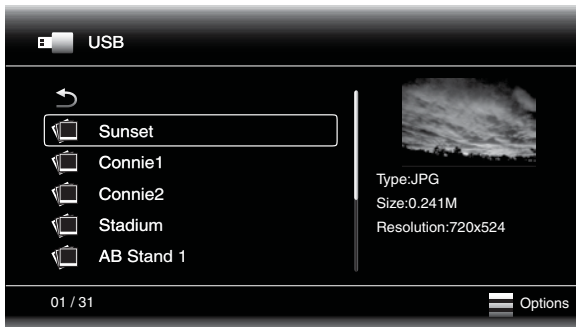 USB
Sunset
Connie1
Connie2
Stadium
AB Stand 1
Type:JPG
Size:0.241M
Resolution:720x524
01 / 31
Options